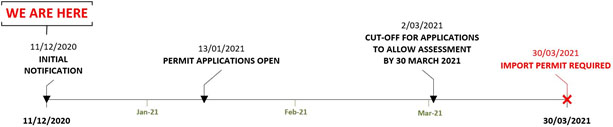 WE ARE HERE
11/12/2020
INITIAL
NOTIFICATION
13/01/2021
PERMIT APPLICATIONS OPEN
2/03/2021
CUT-OFF FOR APPLICATIONS
TO ALLOW ASSESSMENT
BY 30 MARCH 2021
30/03/2021
IMPORT PERMIT REQUIRED
Jan-21
Feb-21
Mar-21
11/12/2020
30/03/2021